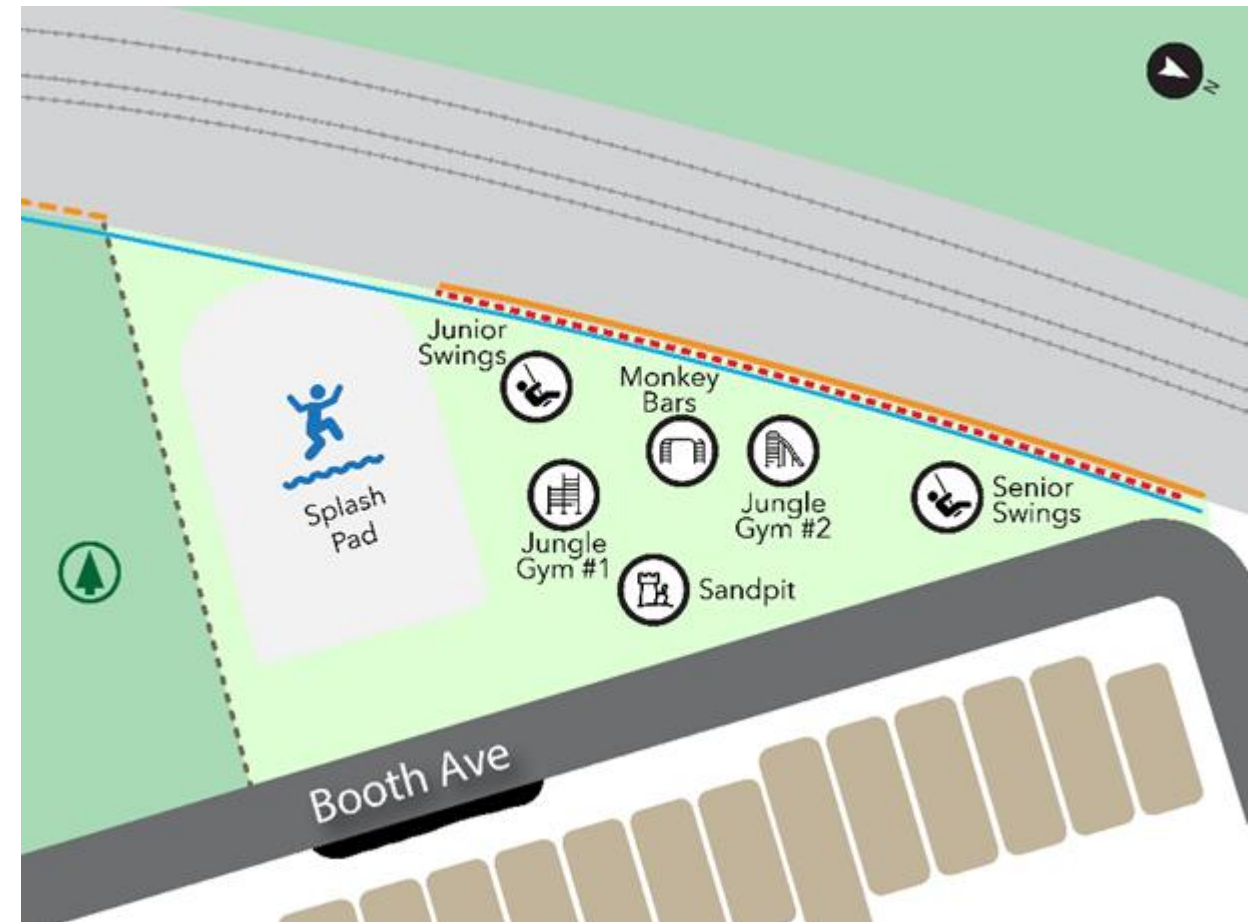 N
Junior
Swings
Monkey
Bars
Splash
Pad
Jungle
Gym #1
Jungle
Gym #2
Senior
Swings
Sandpit
Booth Ave